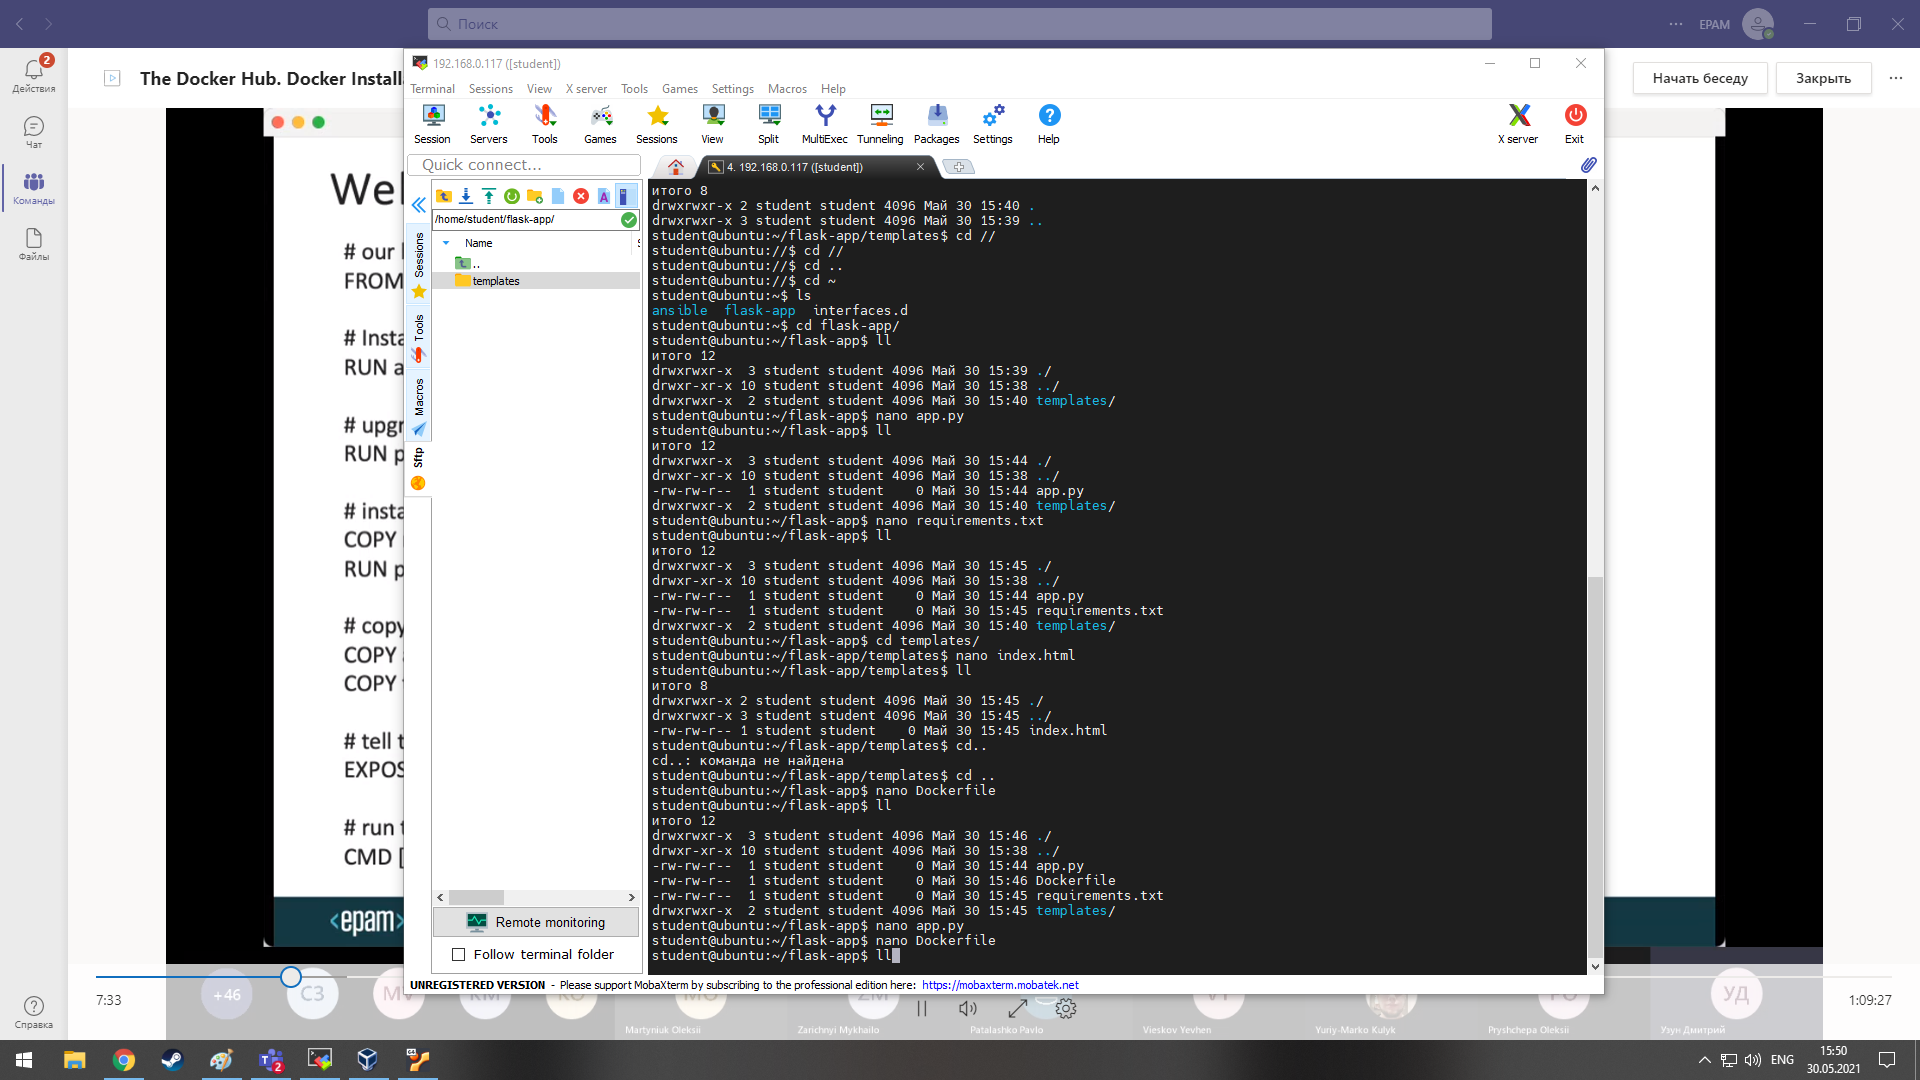 Поиск
EPAM
2
Действия
Чат
Команды
Файлы
Справка
The Docker Hub. Docker Install
Начать беседу
Закрыть
Wel
# our
FROM
# Insta
RUN a
# upgr
RUN p
# insta
COPY
RUN p
# copy
COPY
COPY
# tell t
EXPOS
# run t
CMD [
<epam>
192.168.0.117 ([student])
Terminal Sessions View X server Tools Games Settings Macros Help
Session Servers Tools Games Sessions View Split MultiExec Tunneling Packages Settings Help X server Exit
Quick connect...
4. 192.168.0.117 ([student])
/home/student/flask-app/
Name
..
templates
Sessions
Tools
Macros
Sftp
Remote monitoring
Follow terminal folder
итого 8
drwxrwxr-x 2 student student 4096 Май 30 15:40 .
drwxrwxr-x 3 student student 4096 Май 30 15:39 ..
student@ubuntu:~/flask-app/templates$ cd //
student@ubuntu://$ cd //
student@ubuntu://$ cd ..
student@ubuntu://$ cd ~
student@ubuntu:~$ ls
ansible flask-app interfaces.d
student@ubuntu:~$ cd flask-app/
student@ubuntu:~/flask-app$ ll
итого 12
drwxrwxr-x 3 student student 4096 Май 30 15:39 ./
drwxr-xr-x 10 student student 4096 Май 30 15:38 ../
drwxrwxr-x 2 student student 4096 Май 30 15:40 templates/
student@ubuntu:~/flask-app$ nano app.py
student@ubuntu:~/flask-app$ ll
итого 12
drwxrwxr-x 3 student student 4096 Май 30 15:44 ./
drwxr-xr-x 10 student student 4096 Май 30 15:38 ../
-rw-rw-r-- 1 student student 0 Май 30 15:44 app.py
drwxrwxr-x 2 student student 4096 Май 30 15:40 templates/
student@ubuntu:~/flask-app$ nano requirements.txt
student@ubuntu:~/flask-app$ ll
итого 12
drwxrwxr-x 3 student student 4096 Май 30 15:45 ./
drwxr-xr-x 10 student student 4096 Май 30 15:38 ../
-rw-rw-r-- 1 student student 0 Май 30 15:44 app.py
-rw-rw-r-- 1 student student 0 Май 30 15:45 requirements.txt
drwxrwxr-x 2 student student 4096 Май 30 15:40 templates/
student@ubuntu:~/flask-app$ cd templates/
student@ubuntu:~/flask-app/templates$ nano index.html
student@ubuntu:~/flask-app/templates$ ll
итого 8
drwxrwxr-x 2 student student 4096 Май 30 15:45 ./
drwxrwxr-x 3 student student 4096 Май 30 15:45 ../
-rw-rw-r-- 1 student student 0 Май 30 15:45 index.html
student@ubuntu:~/flask-app/templates$ cd..
cd..: команда не найдена
student@ubuntu:~/flask-app/templates$ cd ..
student@ubuntu:~/flask-app$ nano Dockerfile
student@ubuntu:~/flask-app$ ll
итого 12
drwxrwxr-x 3 student student 4096 Май 30 15:46 ./
drwxr-xr-x 10 student student 4096 Май 30 15:38 ../
-rw-rw-r-- 1 student student 0 Май 30 15:44 app.py
-rw-rw-r-- 1 student student 0 Май 30 15:46 Dockerfile
-rw-rw-r-- 1 student student 0 Май 30 15:45 requirements.txt
drwxrwxr-x 2 student student 4096 Май 30 15:45 templates/
student@ubuntu:~/flask-app$ nano app.py
student@ubuntu:~/flask-app$ nano Dockerfile
student@ubuntu:~/flask-app$ ll
UNREGISTERED VERSION - Please support MobaXterm by subscribing to the professional edition here: https://mobaxterm.mobatek.net
7:33
+46
СЗ
УД
1:09:27
Martyniuk Oleksii
Zarichnyi Mykhailo
Patalashko Pavlo
Vieskov Yevhen
Yuriy-Marko Kulyk
Pryshchepa Oleksii
Узун Дмитрий
2
ENG
15:50
30.05.2021